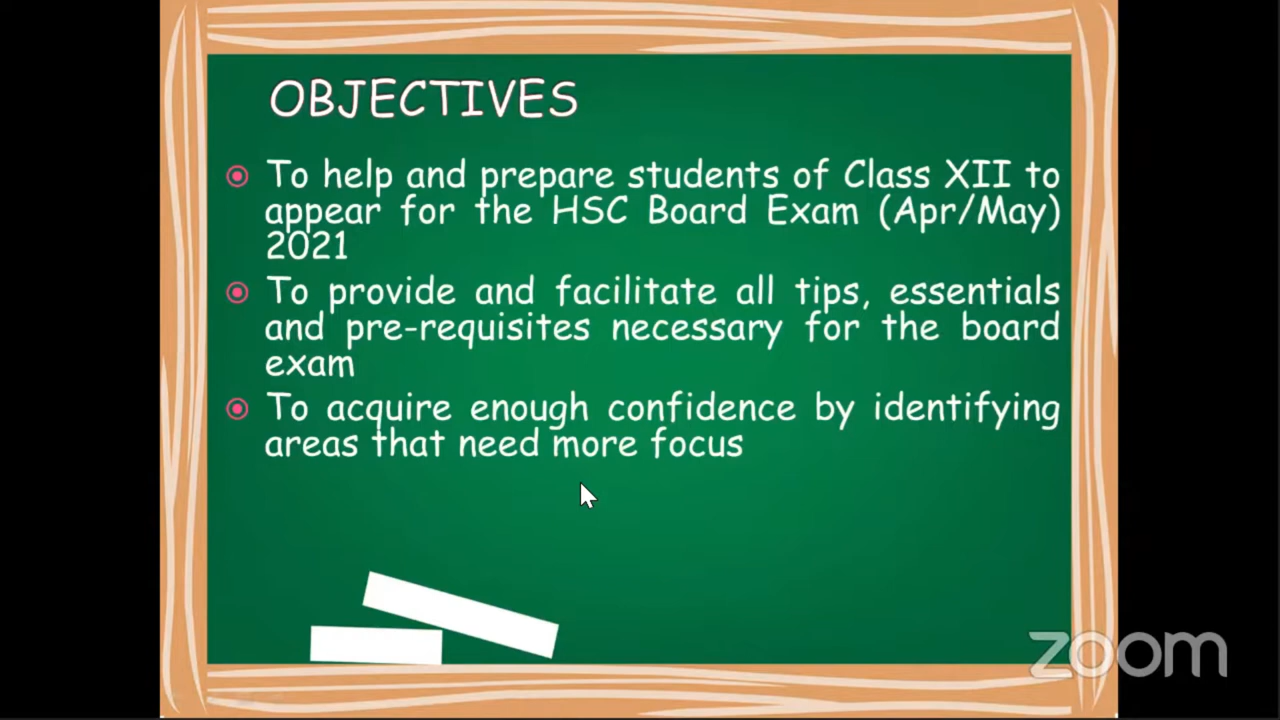 OBJECTIVES
To help and prepare students of Class XII to
appear for the HSC Board Exam (Apr/May)
2021
To provide and facilitate all tips, essentials
and pre-requisites necessary for the board
exam
To acquire enough confidence by identifying
areas that need more focus
zoom